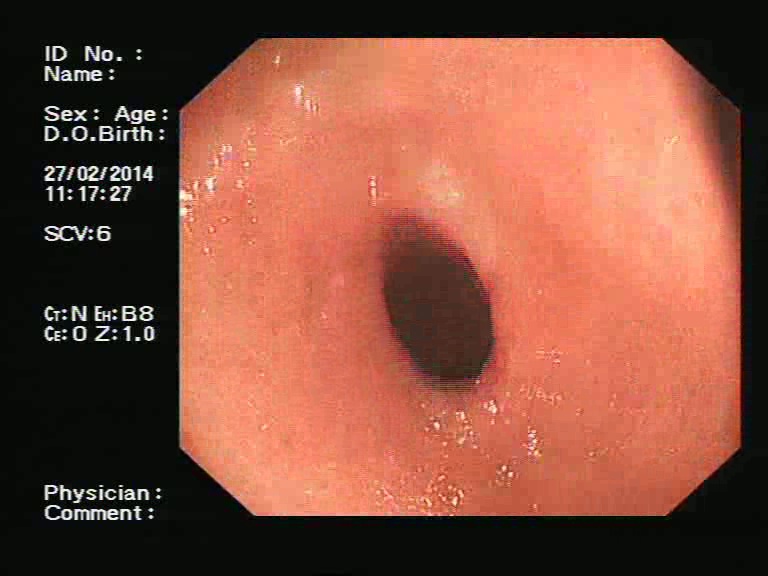 ID No. :
Name:
Sex: Age:
D.O.Birth:
27/02/2014
11:17:27
SCV:6
CT:N EH:B8
CE:0 Z:1.0
Physician:
Comment: